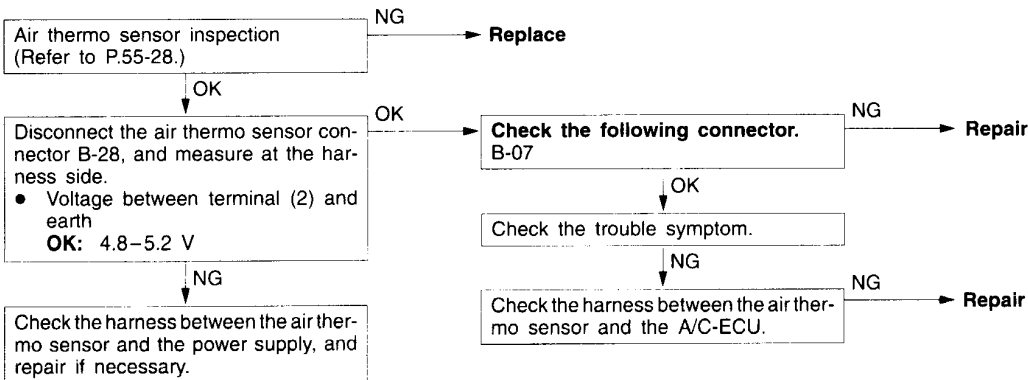 Air thermo sensor inspection
(Refer to P.55-28.)
NG
Replace
OK
Disconnect the air thermo sensor con-
nector B-28, and measure at the har-
ness side.
● Voltage between terminal (2) and
earth
OK: 4.8–5.2 V
OK
Check the following connector.
B-07
NG
Repair
OK
Check the trouble symptom.
NG
Check the harness between the air ther-
mo sensor and the A/C-ECU.
NG
Repair
NG
Check the harness between the air ther-
mo sensor and the power supply, and
repair if necessary.